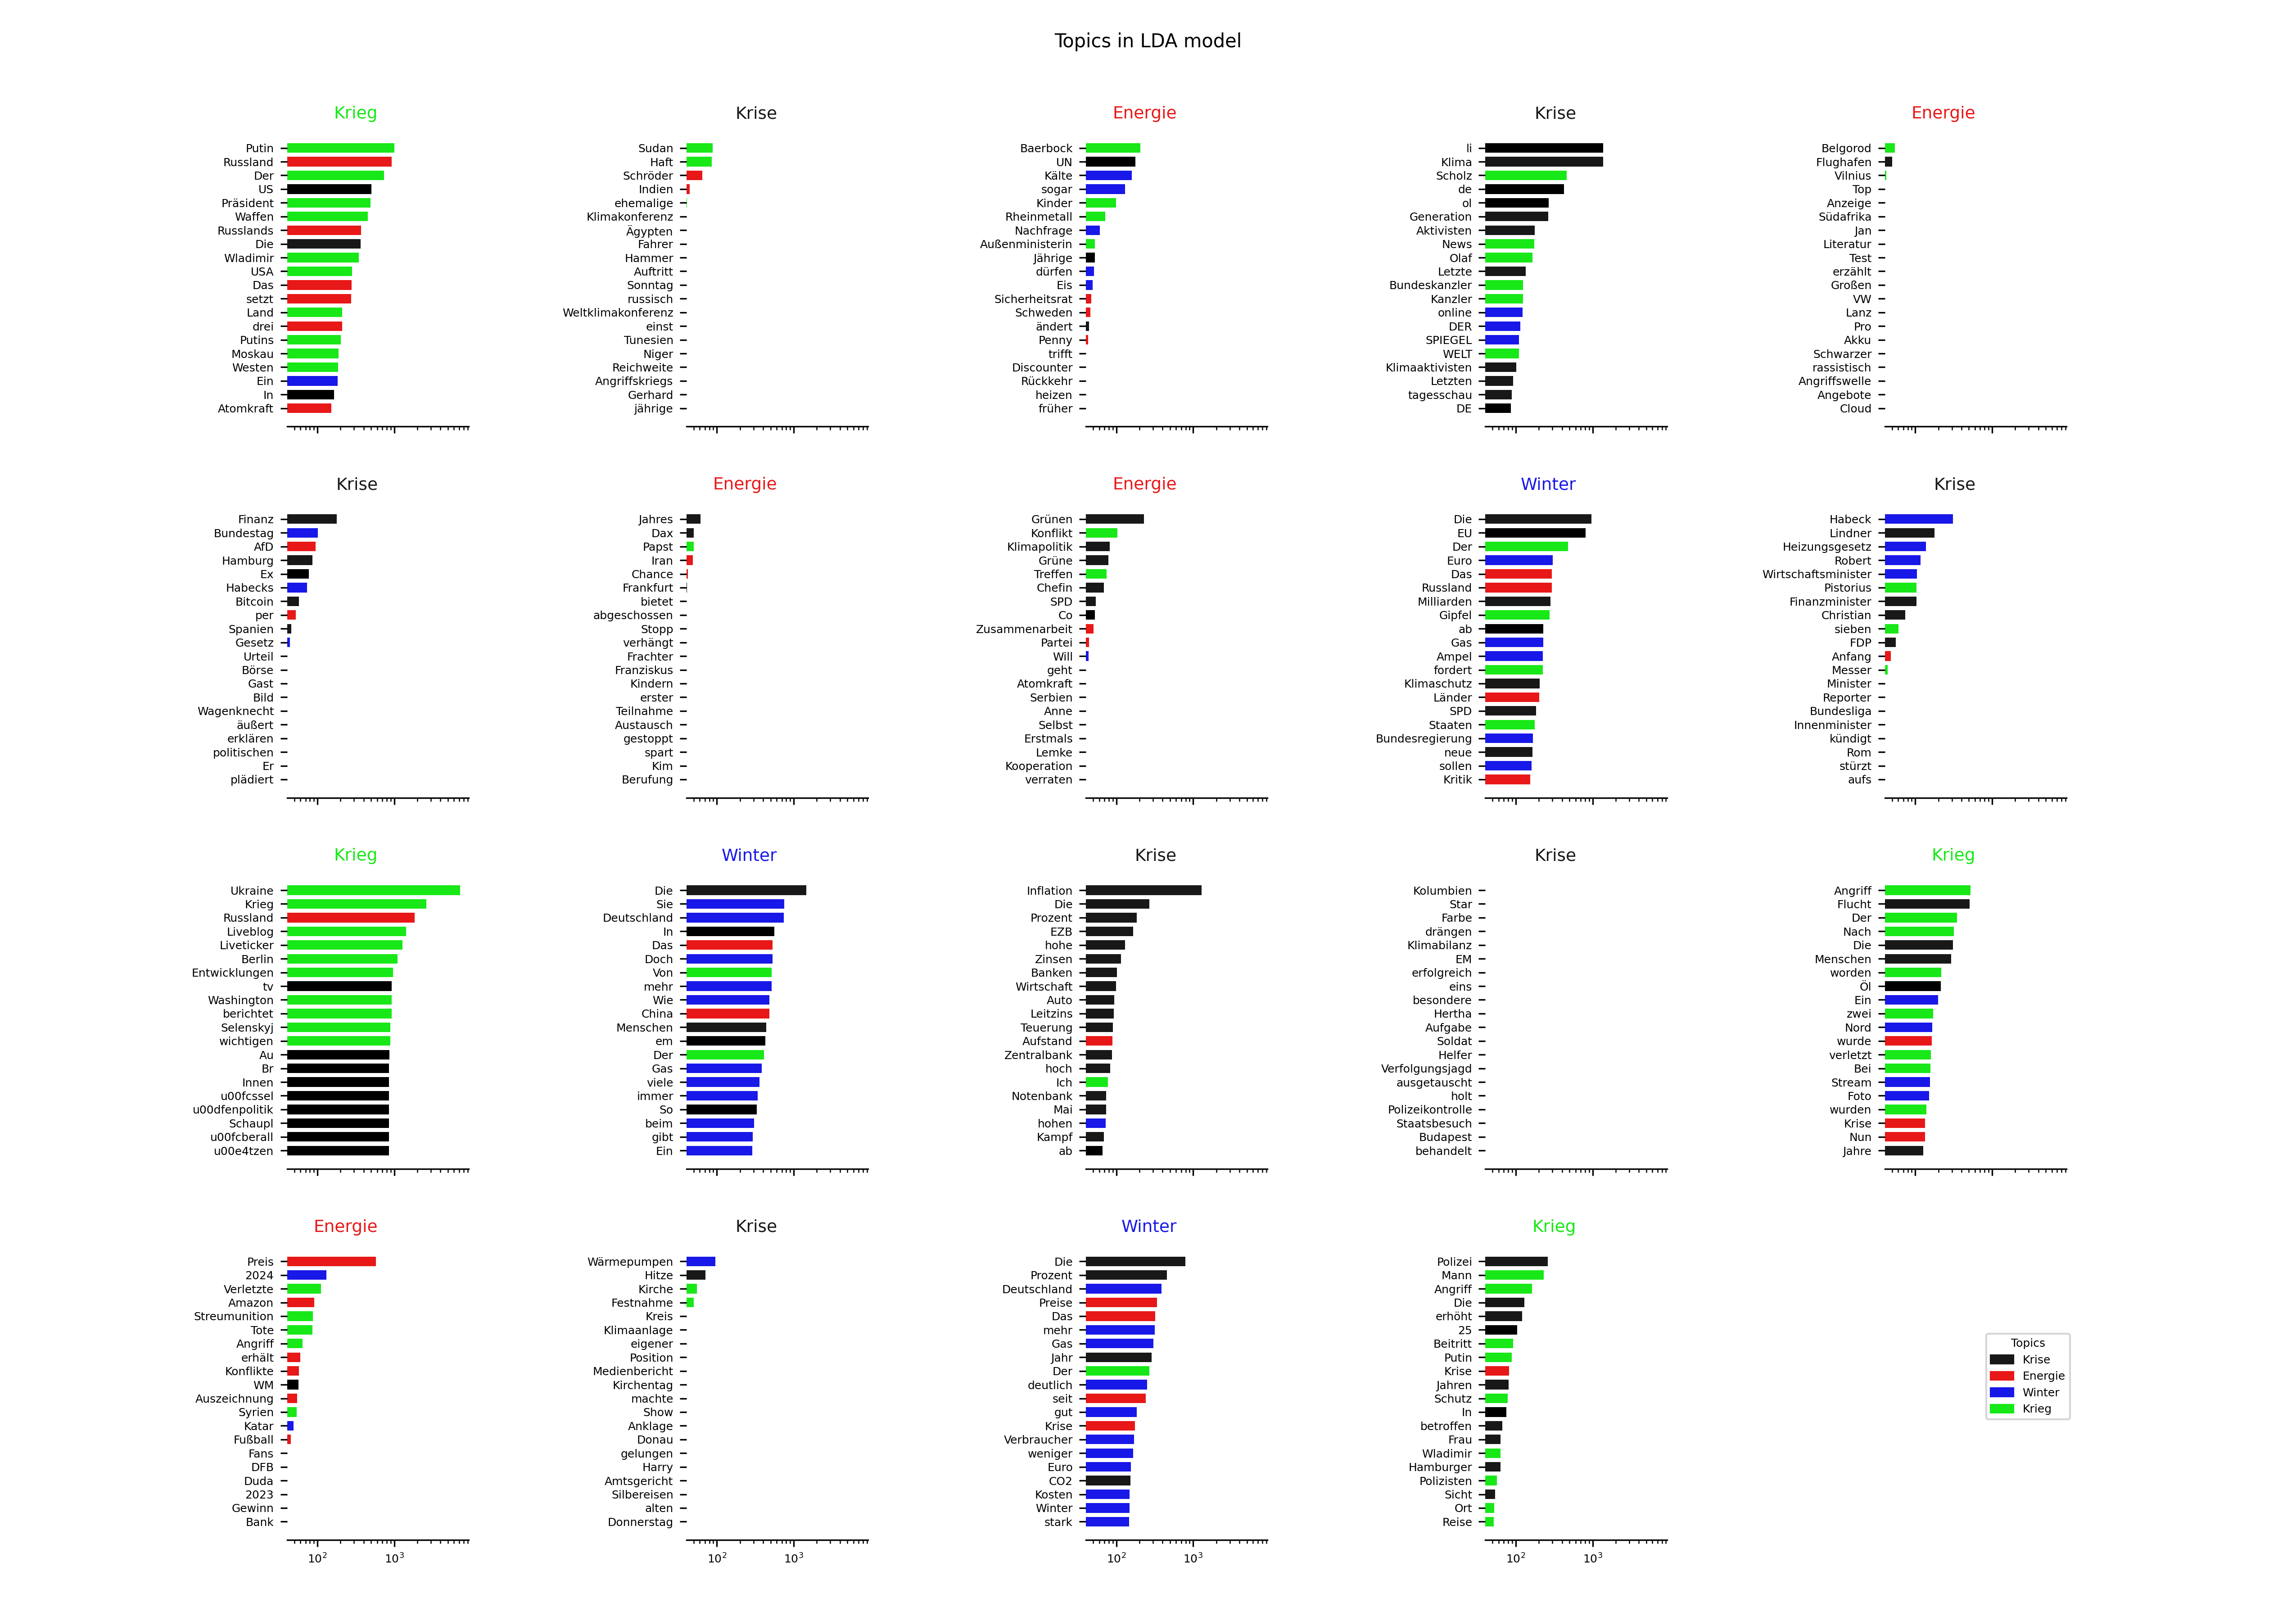 Topics in LDA model
Krieg
Putin
Russland
Der
US
Präsident
Waffen
Russlands
Die
Wladimir
USA
Das
setzt
Land
drei
Putins
Moskau
Westen
Ein
In
Atomkraft
Krise
Sudan
Haft
Schröder
Indien
ehemalige
Klimakonferenz
Ägypten
Fahrer
Hammer
Auftritt
Sonntag
russisch
Weltklimakonferenz
einst
Tunesien
Niger
Reichweite
Angriffskriegs
Gerhard
jährige
Energie
Baerbock
UN
Kälte
sogar
Kinder
Rheinmetall
Nachfrage
Außenministerin
Jährige
dürfen
Eis
Sicherheitsrat
Schweden
ändert
Penny
trifft
Discounter
Rückkehr
heizen
früher
Krise
li
Klima
Scholz
de
ol
Generation
Aktivisten
News
Olaf
Letzte
Bundeskanzler
Kanzler
online
DER
SPIEGEL
WELT
Klimaaktivisten
Letzten
tagesschau
DE
Energie
Belgorod
Flughafen
Vilnius
Top
Anzeige
Südafrika
Jan
Literatur
Test
erzählt
Großen
VW
Lanz
Pro
Akku
Schwarzer
rassistisch
Angriffswelle
Angebote
Cloud
Krise
Finanz
Bundestag
AfD
Hamburg
Ex
Habecks
Bitcoin
per
Spanien
Gesetz
Urteil
Börse
Gast
Bild
Wagenknecht
äußert
erklären
politischen
Er
plädiert
Energie
Jahres
Dax
Papst
Iran
Chance
Frankfurt
bietet
abgeschossen
Stopp
verhängt
Frachter
Franziskus
Kindern
erster
Teilnahme
Austausch
gestoppt
spart
Kim
Berufung
Energie
Grünen
Konflikt
Klimapolitik
Grüne
Treffen
Chefin
SPD
Co
Zusammenarbeit
Partei
Will
geht
Atomkraft
Serbien
Anne
Selbst
Erstmals
Lemke
Kooperation
verraten
Winter
Die
EU
Der
Euro
Das
Russland
Milliarden
Gipfel
ab
Gas
Ampel
fordert
Klimaschutz
Länder
SPD
Staaten
Bundesregierung
neue
sollen
Kritik
Krise
Habeck
Lindner
Heizungsgesetz
Robert
Wirtschaftsminister
Pistorius
Finanzminister
Christian
sieben
FDP
Anfang
Messer
Minister
Reporter
Bundesliga
Innenminister
kündigt
Rom
stürzt
aufs
Krieg
Ukraine
Krieg
Russland
Liveblog
Liveticker
Berlin
Entwicklungen
tv
Washington
berichtet
Selenskyj
wichtigen
Au
Br
Innen
u00fcssel
u00dfenpolitik
Schaupl
u00fcberall
u00e4tzen
Winter
Die
Sie
Deutschland
In
Das
Doch
Von
mehr
Wie
China
Menschen
em
Der
Gas
viele
immer
So
beim
gibt
Ein
Krise
Inflation
Die
Prozent
EZB
hohe
Zinsen
Banken
Wirtschaft
Auto
Leitzins
Teuerung
Aufstand
Zentralbank
hoch
Ich
Notenbank
Mai
hohen
Kampf
ab
Krise
Kolumbien
Star
Farbe
drängen
Klimabilanz
EM
erfolgreich
eins
besondere
Hertha
Aufgabe
Soldat
Helfer
Verfolgungsjagd
ausgetauscht
holt
Polizeikontrolle
Staatsbesuch
Budapest
behandelt
Krieg
Angriff
Flucht
Der
Nach
Die
Menschen
worden
Öl
Ein
zwei
Nord
wurde
verletzt
Bei
Stream
Foto
wurden
Krise
Nun
Jahre
Energie
Preis
2024
Verletzte
Amazon
Streumunition
Tote
Angriff
erhält
Konflikte
WM
Auszeichnung
Syrien
Katar
Fußball
Fans
DFB
Duda
2023
Gewinn
Bank
10² 10³
Krise
Wärmepumpen
Hitze
Kirche
Festnahme
Kreis
Klimaanlage
eigener
Position
Medienbericht
Kirchentag
machte
Show
Anklage
Donau
gelungen
Harry
Amtsgericht
Silbereisen
alten
Donnerstag
10² 10³
Winter
Die
Prozent
Deutschland
Preise
Das
mehr
Gas
Jahr
Der
deutlich
seit
gut
Krise
Verbraucher
weniger
Euro
CO2
Kosten
Winter
stark
10² 10³
Krieg
Polizei
Mann
Angriff
Die
erhöht
25
Beitritt
Putin
Krise
Jahren
Schutz
In
betroffen
Frau
Wladimir
Hamburger
Polizisten
Sicht
Ort
Reise
10² 10³
Topics
Krise
Energie
Winter
Krieg